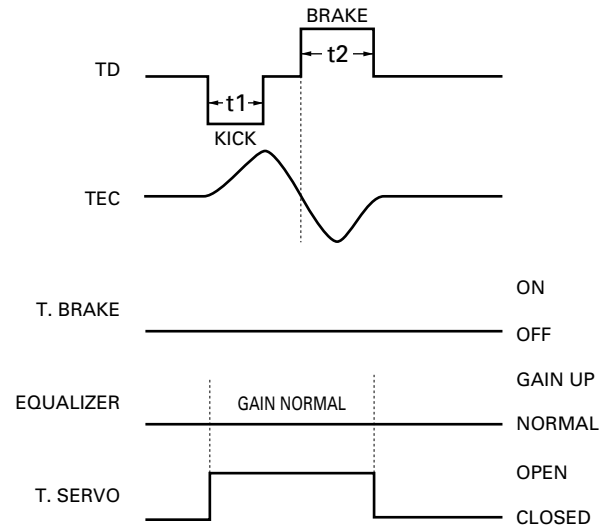 BRAKE
TD
t2
t1
KICK
TEC
ON
T. BRAKE
OFF
GAIN UP
EQUALIZER
GAIN NORMAL
NORMAL
OPEN
T. SERVO
CLOSED